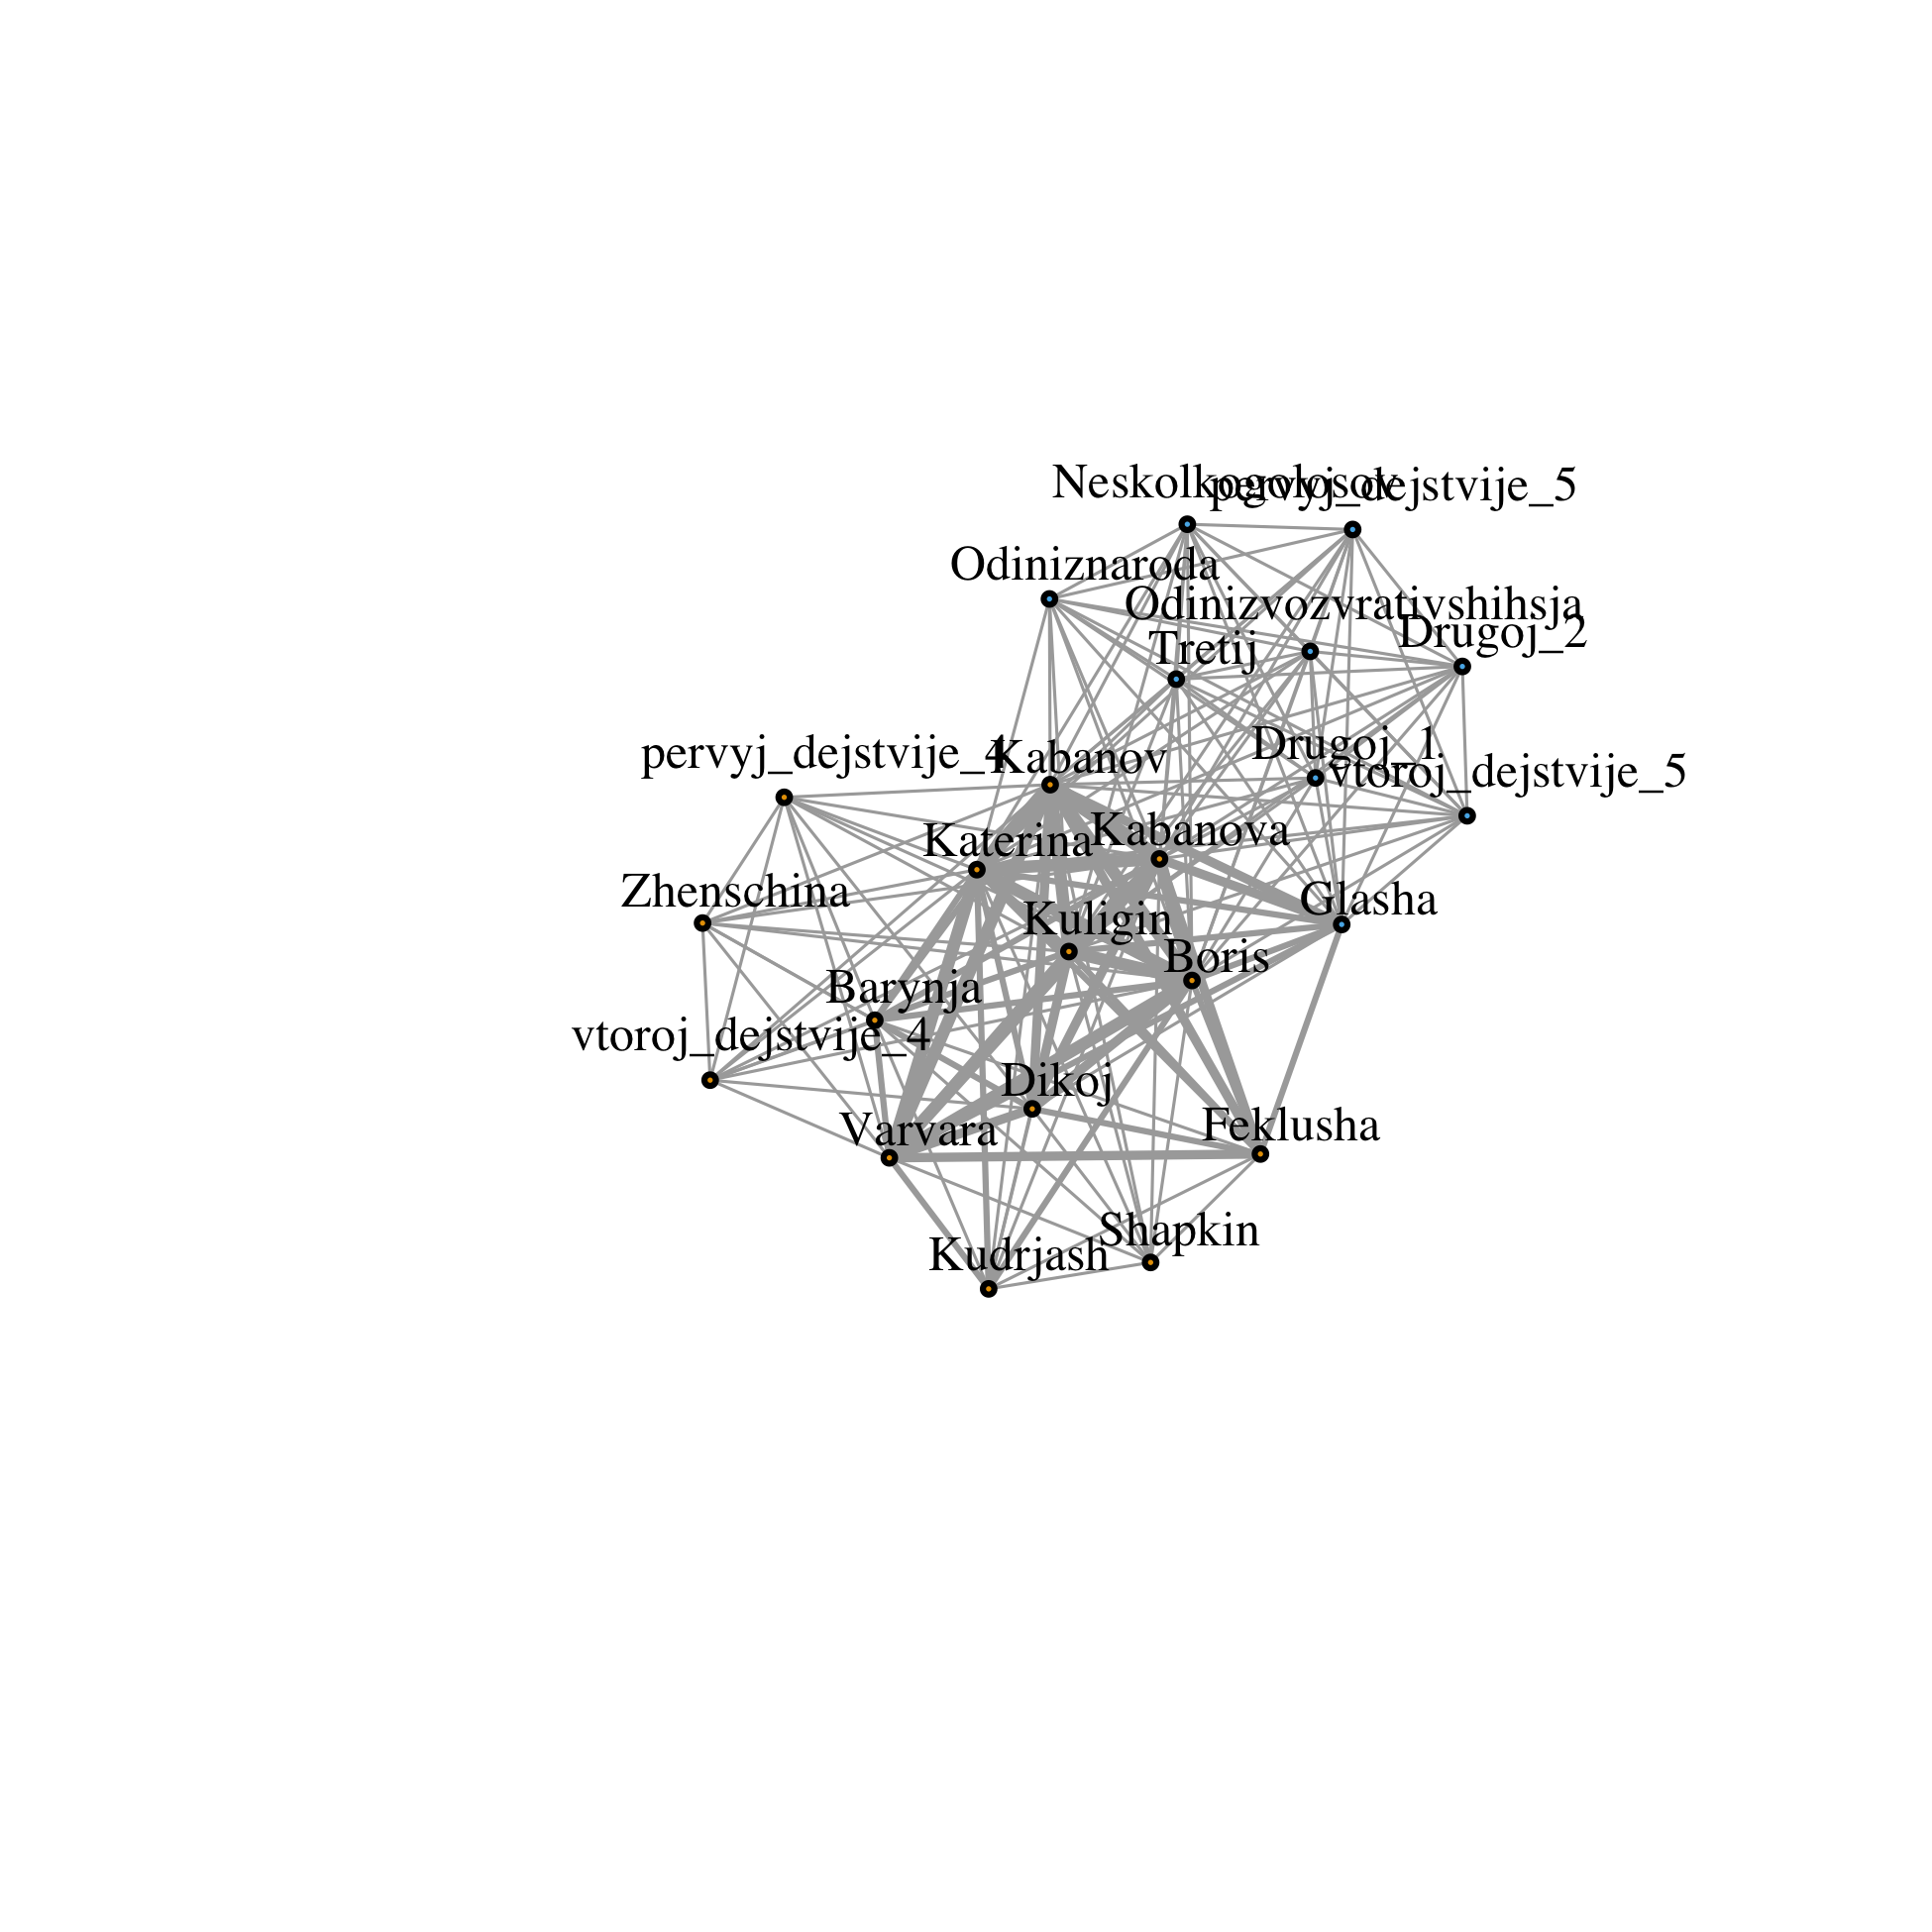 Neskolkogolosov
pervyj_dejstvije_5
Odiniznaroda
Odinizvozvrativshihsja
Drugoj_2
Tretij
Drugoj_1
pervyj_dejstvije_4
Kabanov
vtoroj_dejstvije_5
Katerina
Kabanova
Zhenschina
Glasha
Kuligin
Boris
Barynja
vtoroj_dejstvije_4
Dikoj
Varvara
Feklusha
Shapkin
Kudrjash